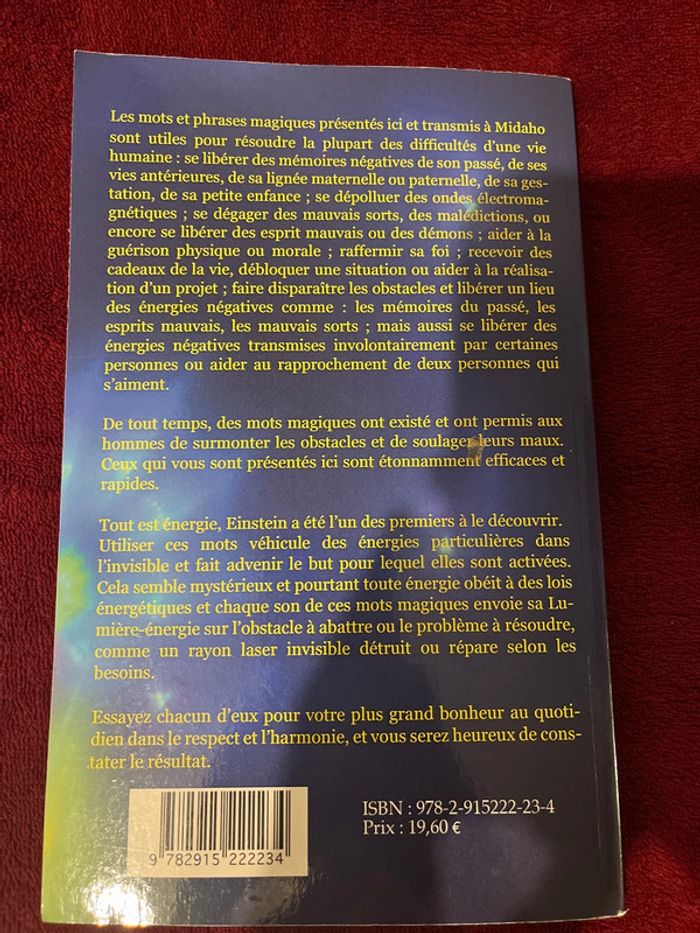 Les mots et phrases magiques présentés ici et transmis à Midaho
sont utiles pour résoudre la plupart des difficultés d'une vie
humaine : se libérer des mémoires négatives de son passé, de ses
vies antérieures, de sa lignée maternelle ou paternelle, de sa ges-
tation, de sa petite enfance ; se dépolluer des ondes électroma-
gnétiques ; se dégager des mauvais sorts, des malédictions, ou
encore se libérer des esprit mauvais ou des démons ; aider à la
guérison physique ou morale ; raffermir sa foi ; recevoir des
cadeaux de la vie, débloquer une situation ou aider à la réalisa-
tion d'un projet ; faire disparaître les obstacles et libérer un lieu
des énergies négatives comme : les mémoires du passé, les
esprits mauvais, les mauvais sorts ; mais aussi se libérer des
énergies négatives transmises involontairement par certaines
personnes ou aider au rapprochement de deux personnes qui
s'aiment.
De tout temps, des mots magiques ont existé et ont permis aux
hommes de surmonter les obstacles et de soulager leurs maux.
Ceux qui vous sont présentés ici sont étonnamment efficaces et
rapides.
Tout est énergie, Einstein a été l'un des premiers à le découvrir.
Utiliser ces mots véhicule des énergies particulières dans
l'invisible et fait advenir le but pour lequel elles sont activées.
Cela semble mystérieux et pourtant toute énergie obéit à des lois
énergétiques et chaque son de ces mots magiques envoie sa Lu-
mière-énergie sur l'obstacle à abattre ou le problème à résoudre,
comme un rayon laser invisible détruit ou répare selon les
besoins.
Essayez chacun d'eux pour votre plus grand bonheur au quoti-
dien dans le respect et l'harmonie, et vous serez heureux de cons-
tater le résultat.
ISBN : 978-2-915222-23-4
Prix : 19,60 €
9 782915 222234